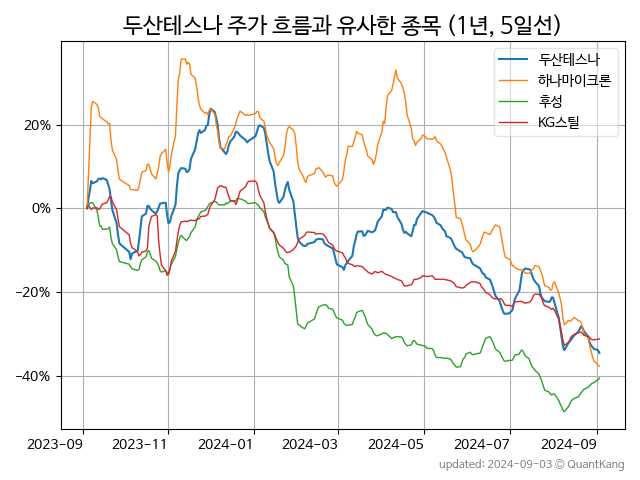 두산테스나 주가 흐름과 유사한 종목 (1년, 5일선)
두산테스나
하나마이크론
후성
KG스틸
20%
0%
−20%
−40%
2023-09 2023-11 2024-01 2024-03 2024-05 2024-07 2024-09
updated: 2024-09-03 © QuantKang